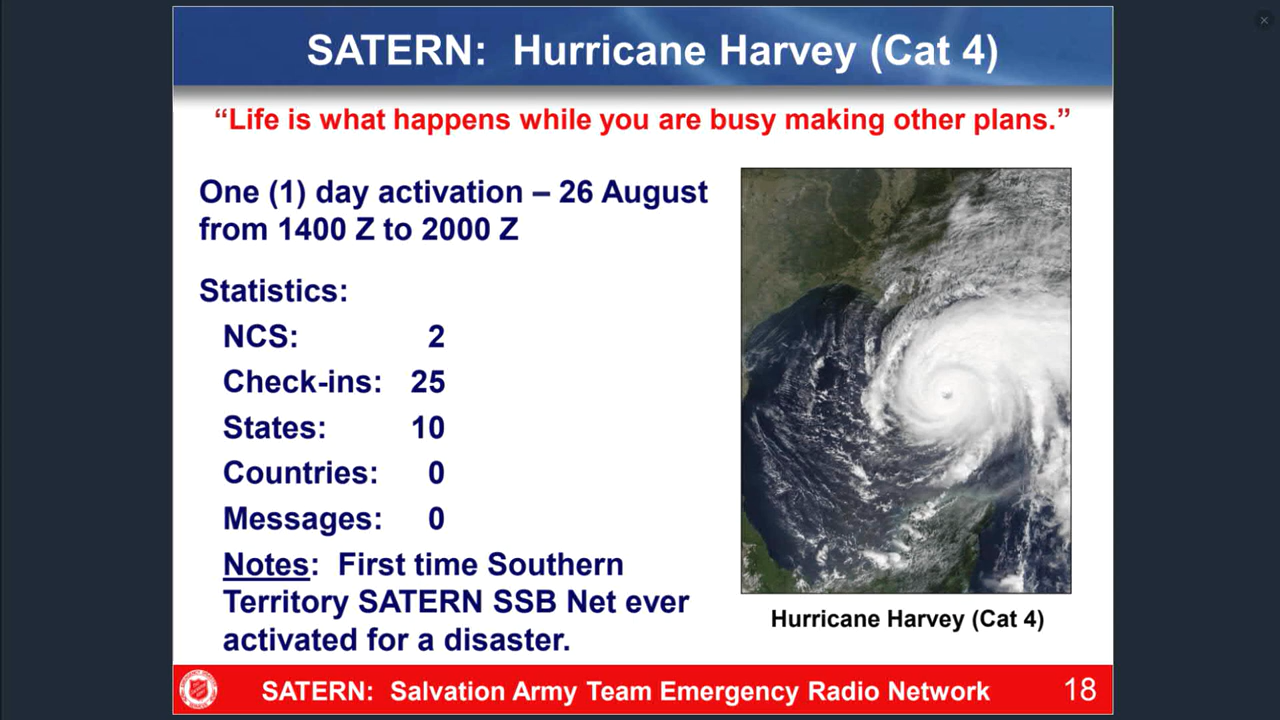 SATERN: Hurricane Harvey (Cat 4)
“Life is what happens while you are busy making other plans.”
One (1) day activation – 26 August
from 1400 Z to 2000 Z
Statistics:
NCS: 2
Check-ins: 25
States: 10
Countries: 0
Messages: 0
Notes: First time Southern
Territory SATERN SSB Net ever
activated for a disaster.
Hurricane Harvey (Cat 4)
SATERN: Salvation Army Team Emergency Radio Network
18